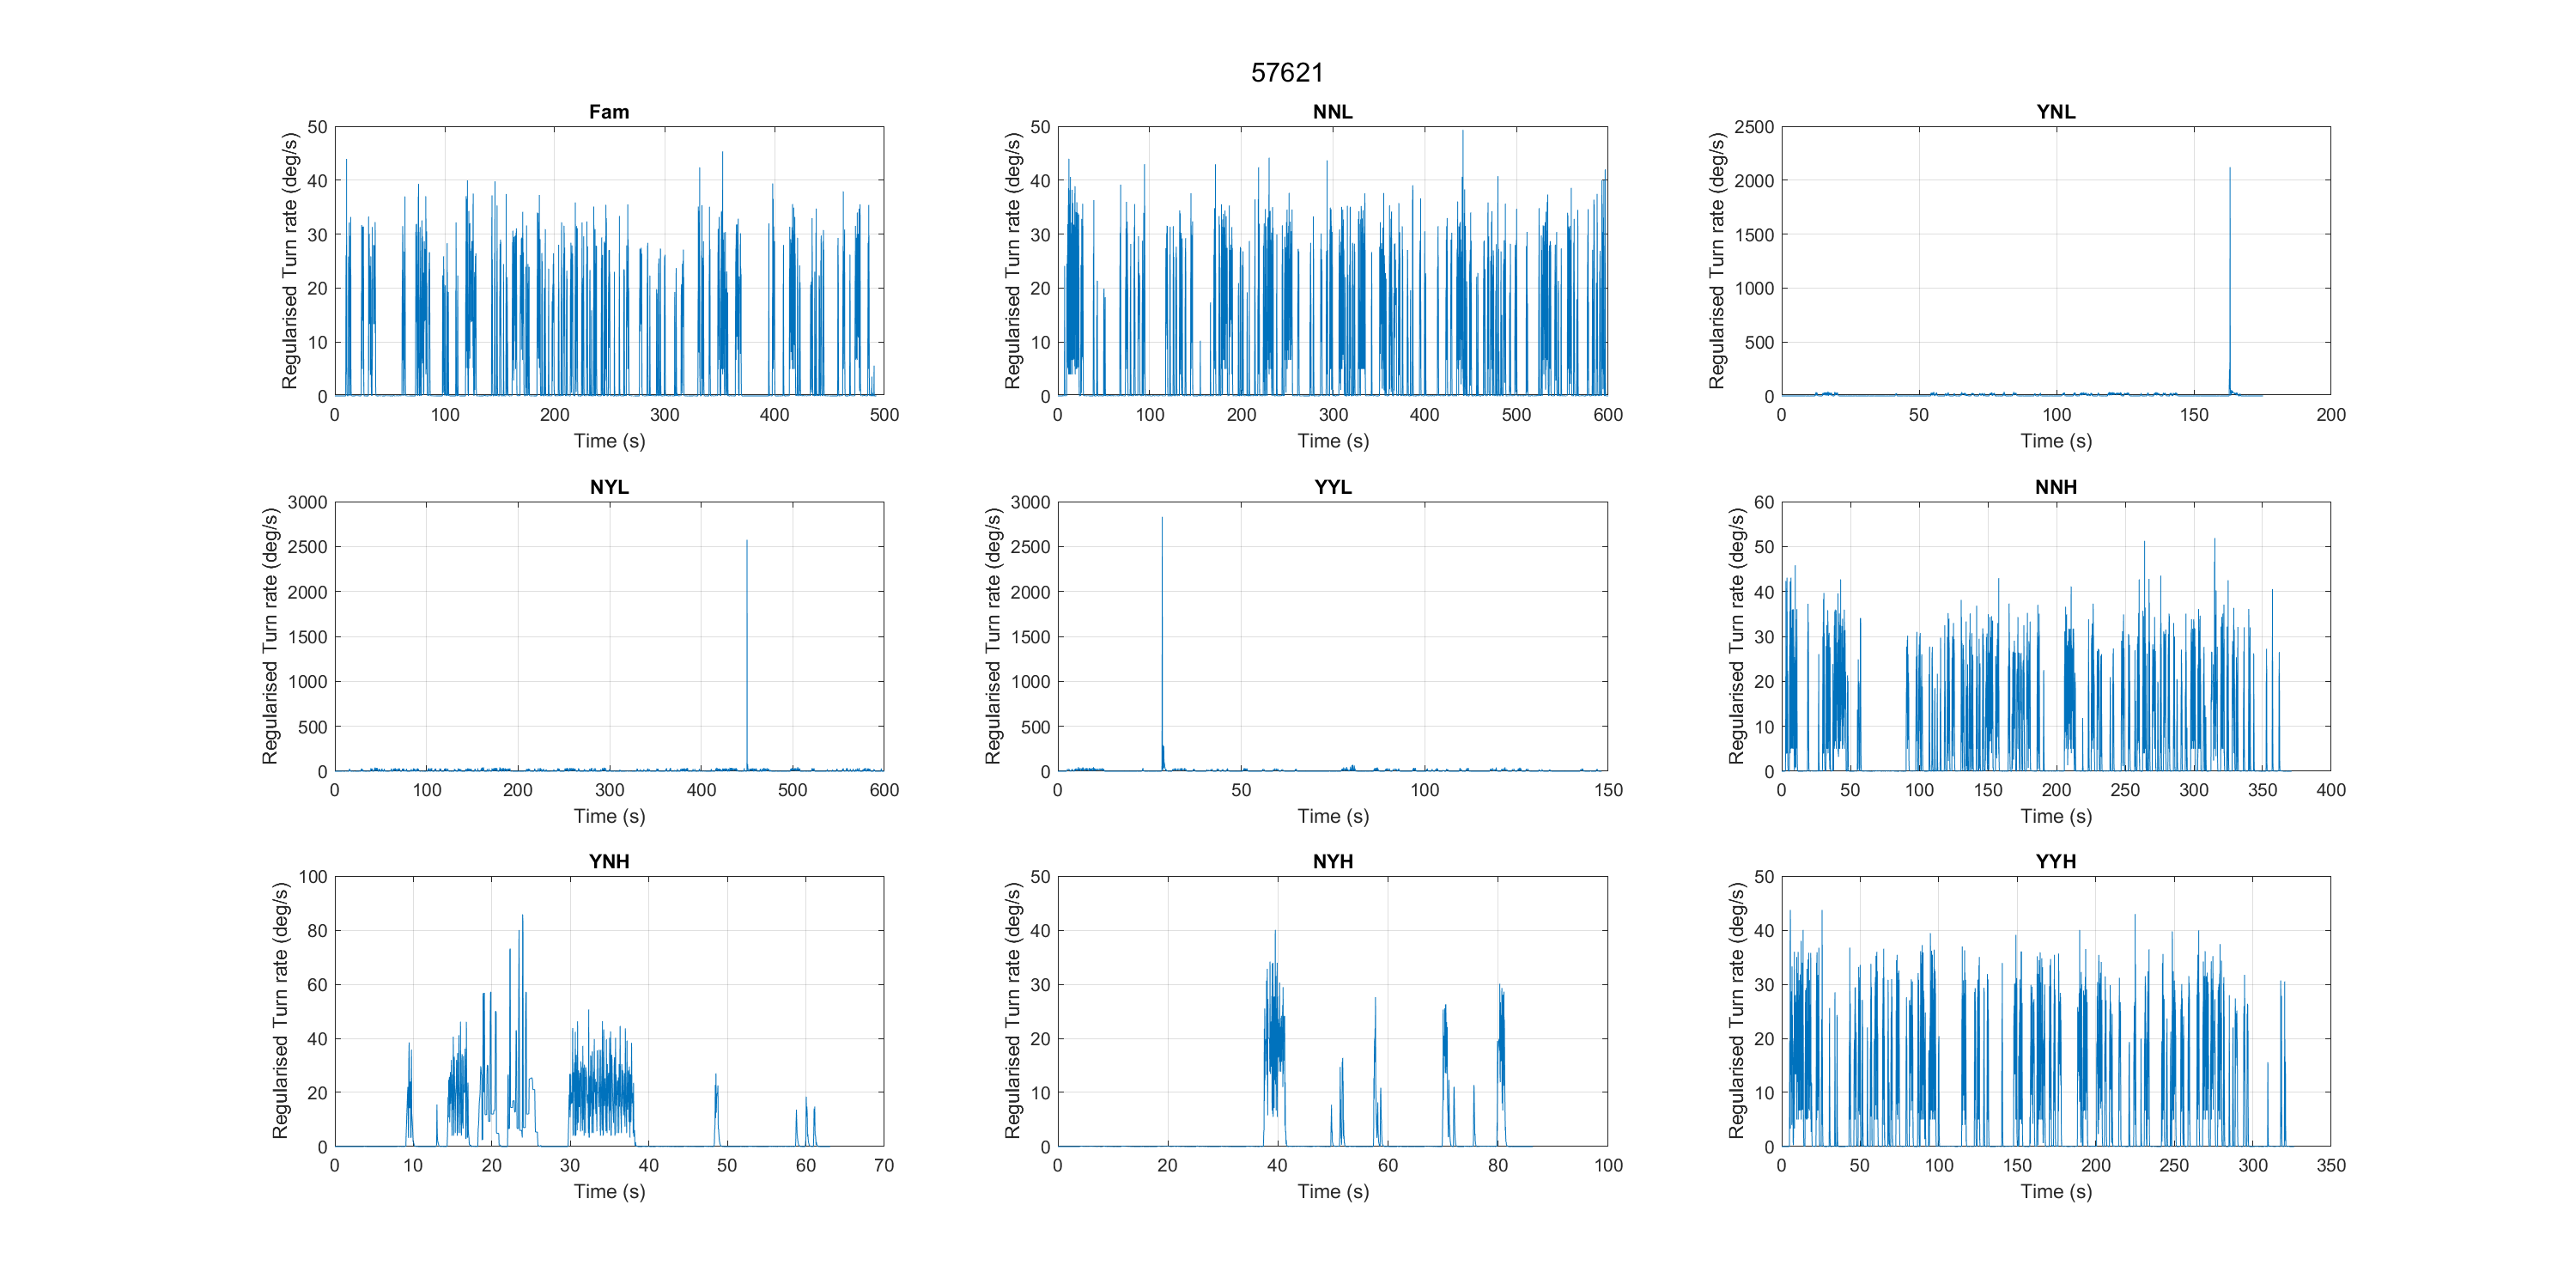 57621
Fam
Regularised Turn rate (deg/s)
50
40
30
20
10
0
0 100 200 300 400 500
Time (s)
NNL
Regularised Turn rate (deg/s)
50
40
30
20
10
0
0 100 200 300 400 500 600
Time (s)
YNL
Regularised Turn rate (deg/s)
2500
2000
1500
1000
500
0
0 50 100 150 200
Time (s)
NYL
Regularised Turn rate (deg/s)
3000
2500
2000
1500
1000
500
0
0 100 200 300 400 500 600
Time (s)
YYL
Regularised Turn rate (deg/s)
3000
2500
2000
1500
1000
500
0
0 50 100 150
Time (s)
NNH
Regularised Turn rate (deg/s)
60
50
40
30
20
10
0
0 50 100 150 200 250 300 350 400
Time (s)
YNH
Regularised Turn rate (deg/s)
100
80
60
40
20
0
0 10 20 30 40 50 60 70
Time (s)
NYH
Regularised Turn rate (deg/s)
50
40
30
20
10
0
0 20 40 60 80 100
Time (s)
YYH
Regularised Turn rate (deg/s)
50
40
30
20
10
0
0 50 100 150 200 250 300 350
Time (s)